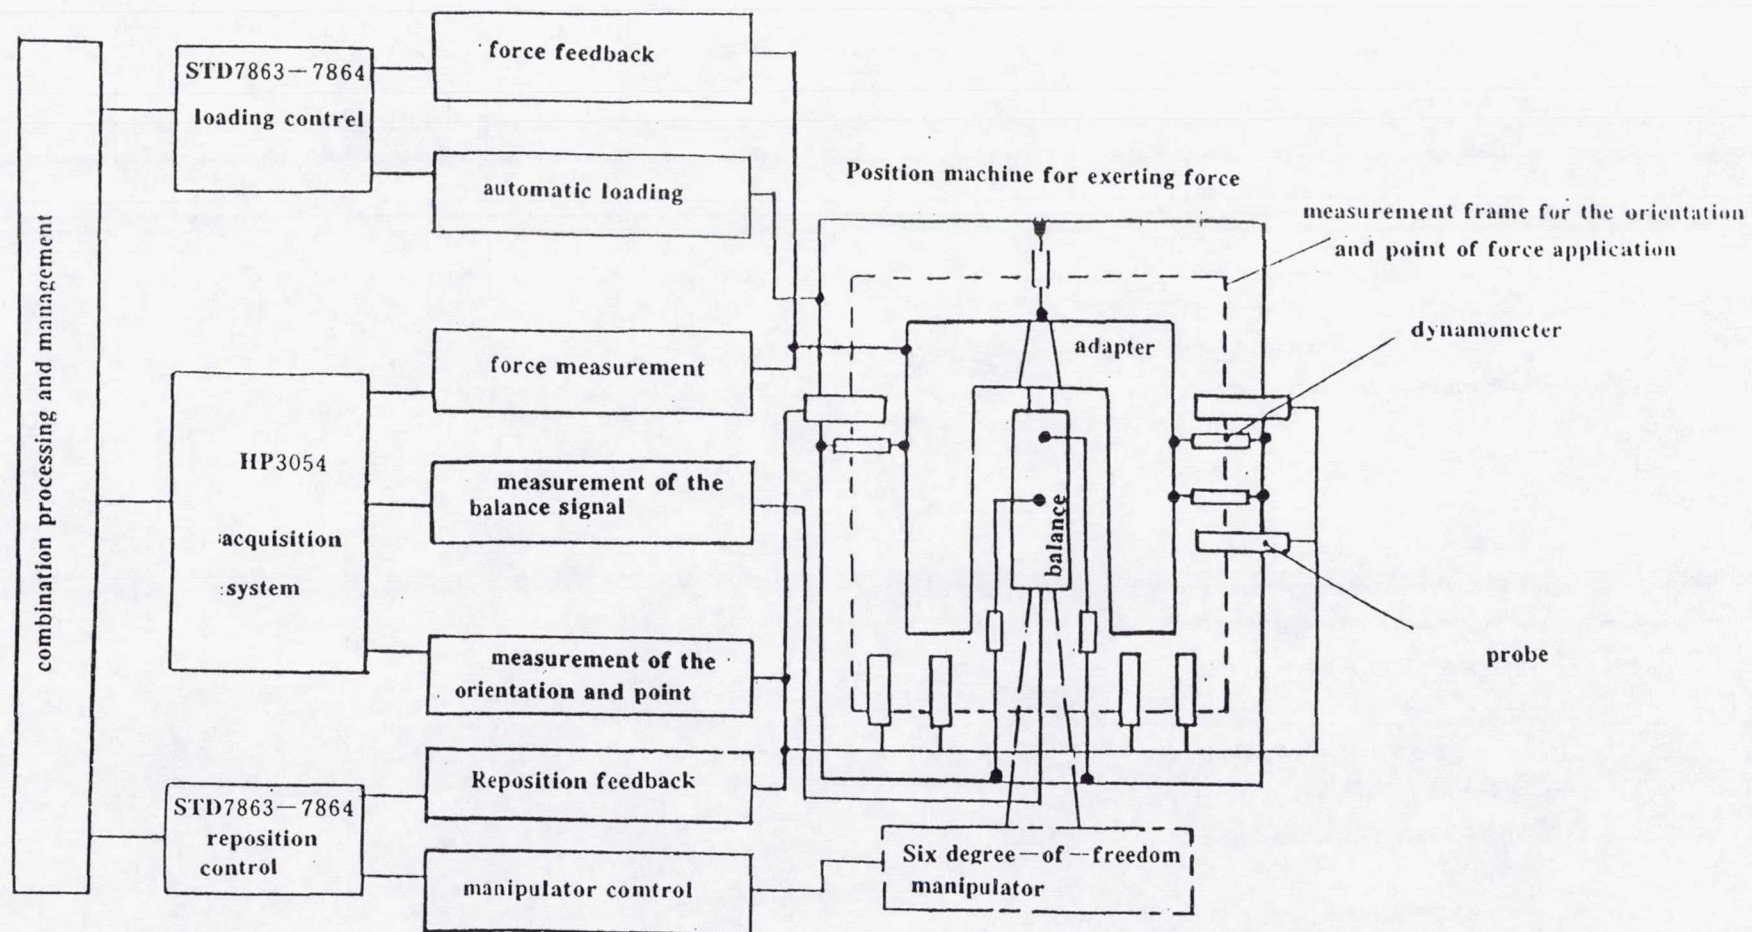 combination processing and management
STD7863—7864
loading contrel
force feedback
automatic loading
HP3054
acquisition
system
force measurement
measurement of the
balance signal
measurement of the
orientation and point
STD7863—7864
reposition
control
Reposition feedback
manipulator comtrol
Position machine for exerting force
measurement frame for the orientation
and point of force application
dynamometer
adapter
balance
probe
Six degree—of—freedom
manipulator